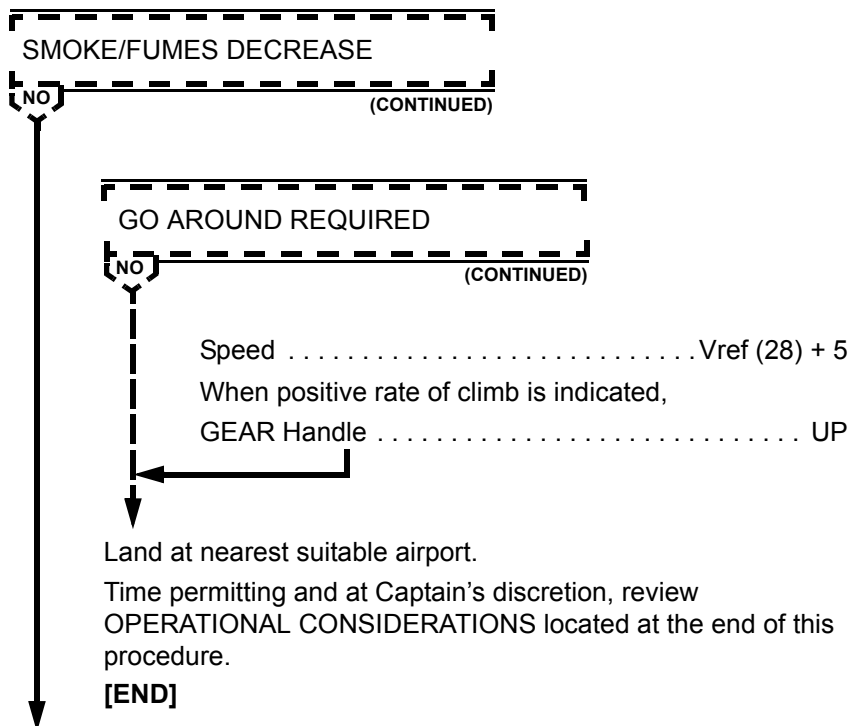 SMOKE/FUMES DECREASE
NO
(CONTINUED)
GO AROUND REQUIRED
NO
(CONTINUED)
Speed . . . . . . . . . . . . . . . . . . . . . . . . . . . . Vref (28) + 5
When positive rate of climb is indicated,
GEAR Handle . . . . . . . . . . . . . . . . . . . . . . . . . . . . . UP
Land at nearest suitable airport.
Time permitting and at Captain’s discretion, review
OPERATIONAL CONSIDERATIONS located at the end of this
procedure.
[END]